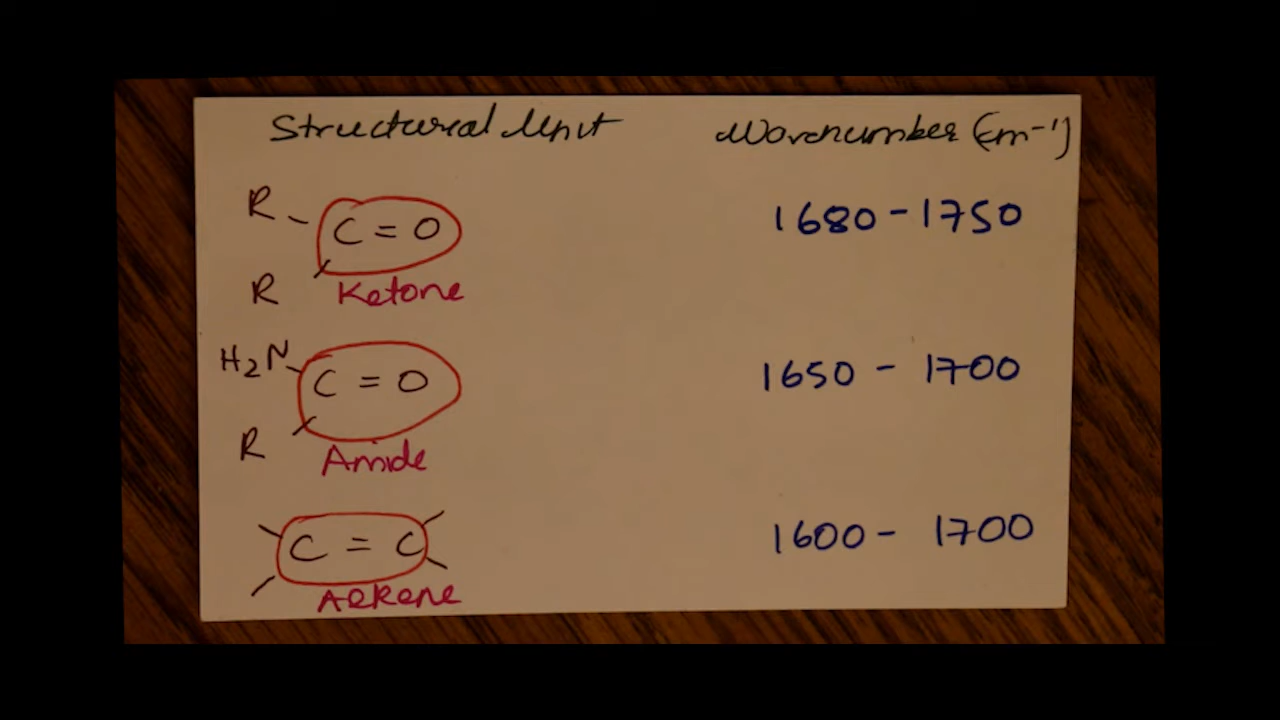 Structural Unit Wavenumber (cm⁻¹)
R
C = O 1680 - 1750
R Ketone
H₂N
C = O 1650 - 1700
R
Amide
C = C 1600 - 1700
Alkene